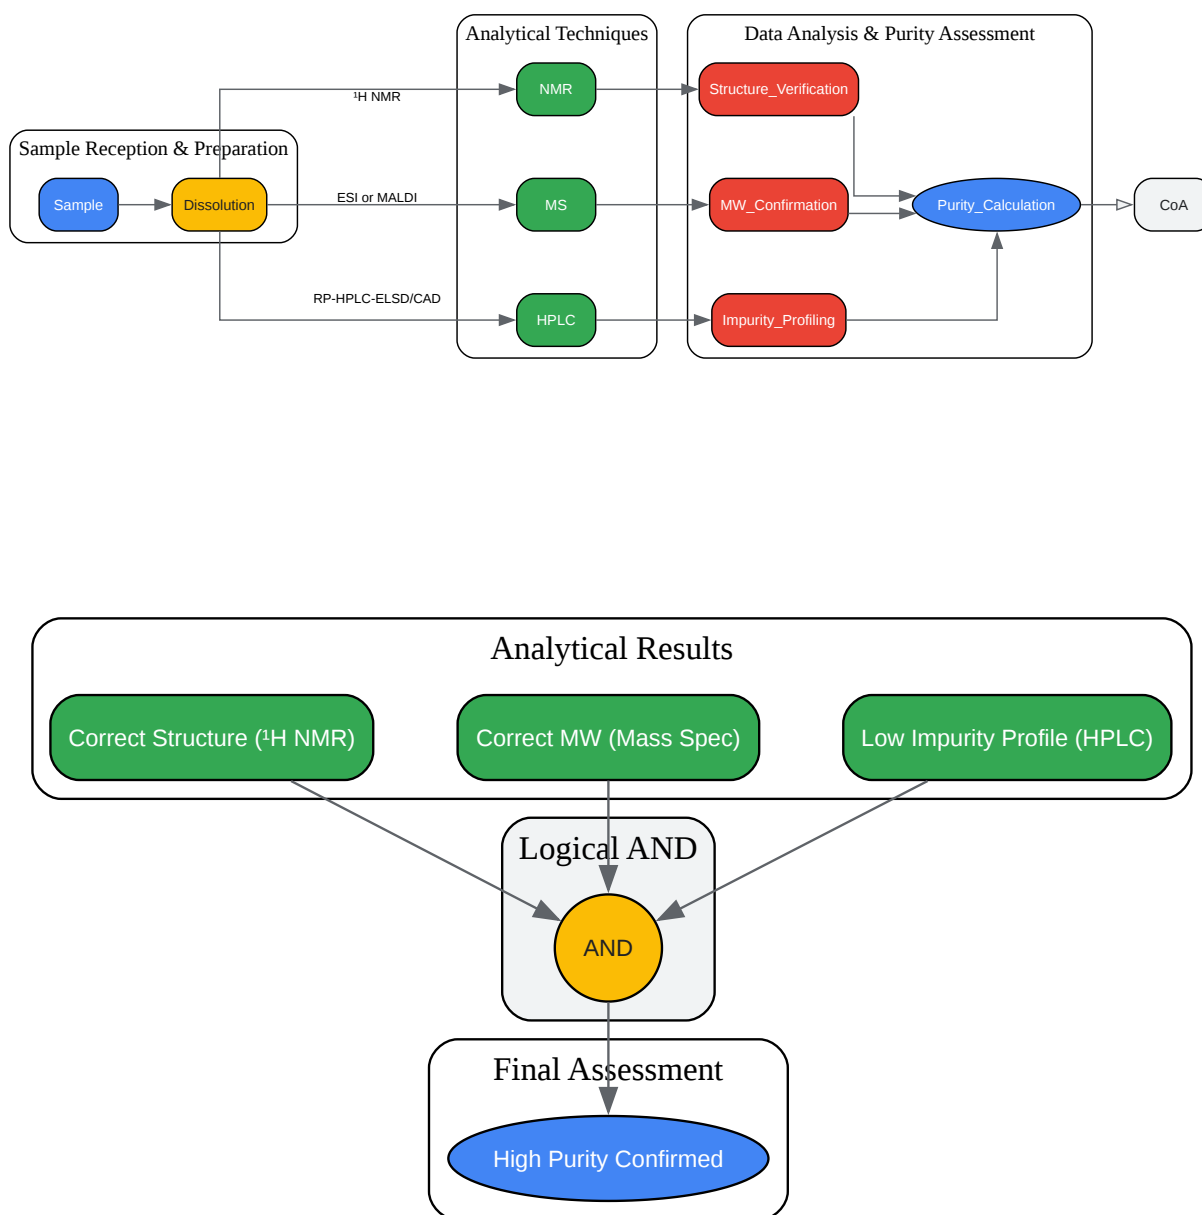 Analytical Techniques
Data Analysis & Purity Assessment
¹H NMR
NMR
Structure_Verification
Sample Reception & Preparation
Sample
Dissolution
ESI or MALDI
MS
MW_Confirmation
Purity_Calculation
CoA
RP-HPLC-ELSD/CAD
HPLC
Impurity_Profiling
Analytical Results
Correct Structure (¹H NMR)
Correct MW (Mass Spec)
Low Impurity Profile (HPLC)
Logical AND
AND
Final Assessment
High Purity Confirmed